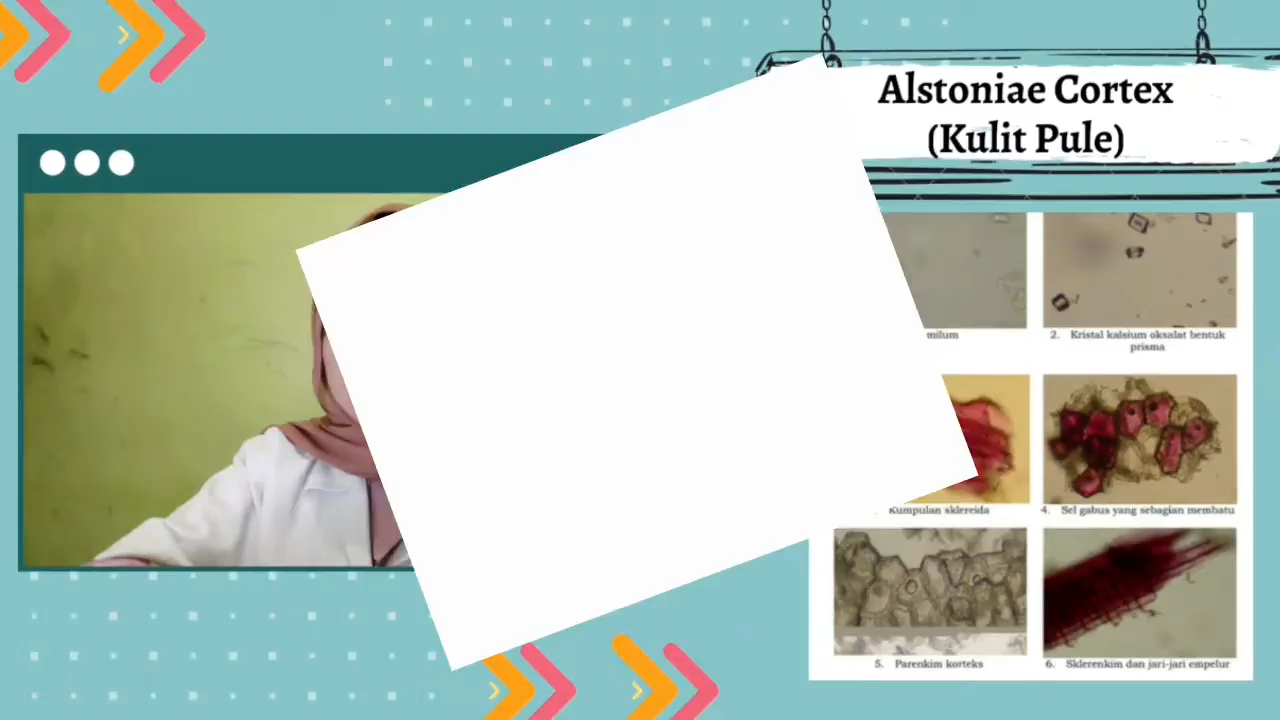 Alstoniae Cortex
(Kulit Pule)
milum
2. Kristal kalsium oksalat bentuk
prisma
Kumpulan sklereida
4. Sel gabus yang sebagian membatu
5. Parenkim korteks
6. Sklerenkim dan jari-jari empelur